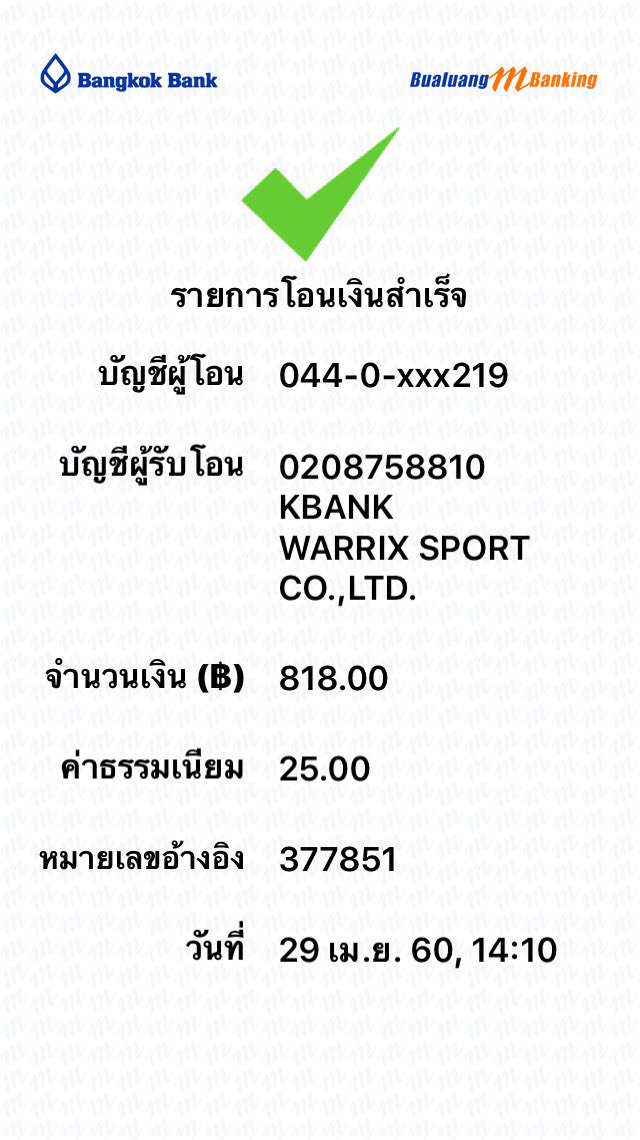 Bangkok Bank
Bualuang mBanking
รายการโอนเงินสำเร็จ
บัญชีผู้โอน 044-0-xxx219
บัญชีผู้รับโอน 0208758810
KBANK
WARRIX SPORT
CO.,LTD.
จำนวนเงิน (฿) 818.00
ค่าธรรมเนียม 25.00
หมายเลขอ้างอิง 377851
วันที่ 29 เม.ย. 60, 14:10